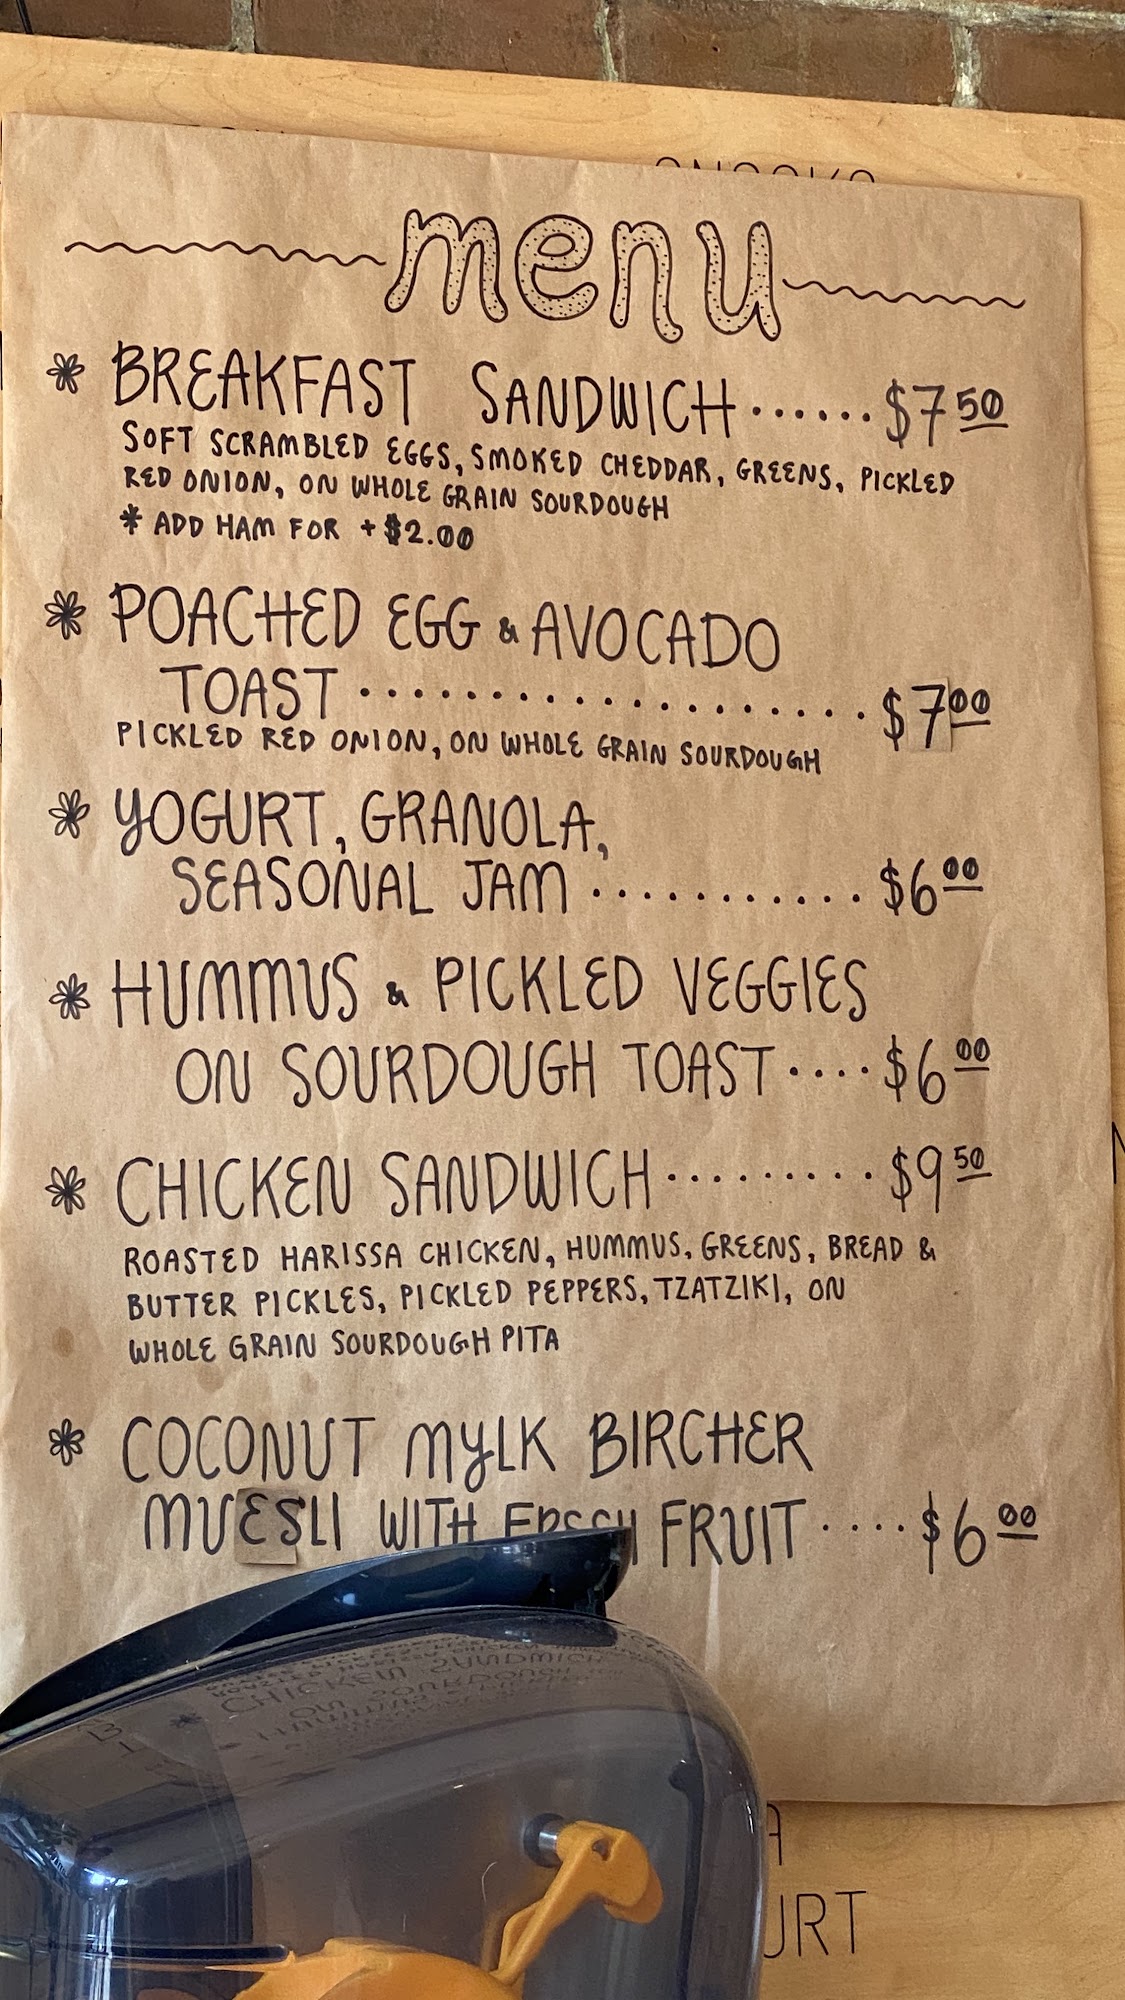 menu
* BREAKFAST SANDWICH ...... $7 50
SOFT SCRAMBLED EGGS, SMOKED CHEDDAR, GREENS, PICKLED
RED ONION, ON WHOLE GRAIN SOURDOUGH
* ADD HAM FOR +$2.00
* POACHED EGG & AVOCADO
TOAST ................... $7 00
PICKLED RED ONION, ON WHOLE GRAIN SOURDOUGH
* YOGURT, GRANOLA,
SEASONAL JAM ........... $6 00
* HUMMUS & PICKLED VEGGIES
ON SOURDOUGH TOAST .... $6 00
* CHICKEN SANDWICH ......... $9 50
ROASTED HARISSA CHICKEN, HUMMUS, GREENS, BREAD &
BUTTER PICKLES, PICKLED PEPPERS, TZATZIKI, ON
WHOLE GRAIN SOURDOUGH PITA
* COCONUT MYLK BIRCHER
MUESLI WITH FRESH FRUIT .... $6 00